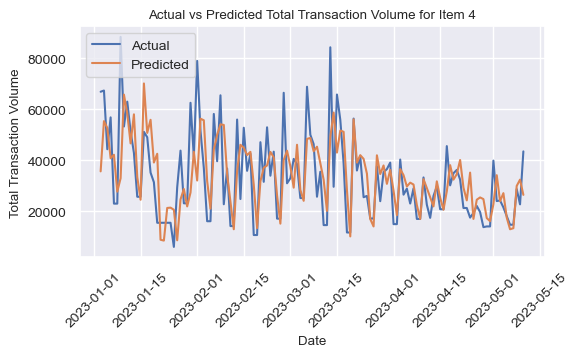 Actual vs Predicted Total Transaction Volume for Item 4
Actual
Predicted
Total Transaction Volume
80000
60000
40000
20000
2023-01-01
2023-01-15
2023-02-01
2023-02-15
2023-03-01
2023-03-15
2023-04-01
2023-04-15
2023-05-01
2023-05-15
Date